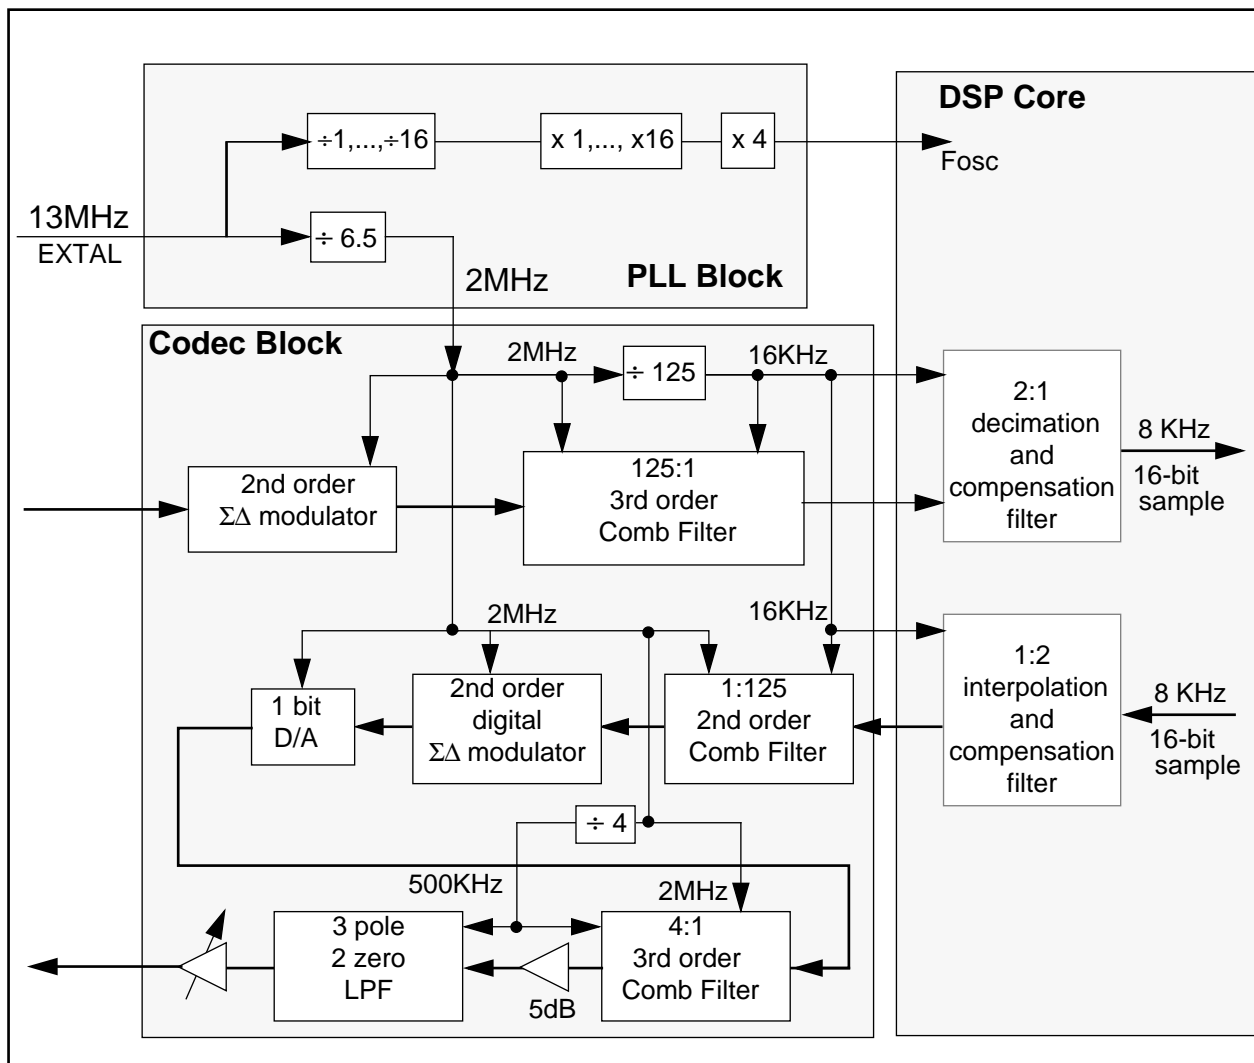 DSP Core
÷1,...,÷16
x 1,..., x16
x 4
Fosc
13MHz
EXTAL
÷ 6.5
2MHz
PLL Block
Codec Block
2MHz
÷ 125
16KHz
2:1
decimation
and
compensation
filter
8 KHz
16-bit
sample
2nd order
ΣΔ modulator
125:1
3rd order
Comb Filter
2MHz
16KHz
1 bit
D/A
2nd order
digital
ΣΔ modulator
1:125
2nd order
Comb Filter
1:2
interpolation
and
compensation
filter
8 KHz
16-bit
sample
÷ 4
500KHz
2MHz
3 pole
2 zero
LPF
5dB
4:1
3rd order
Comb Filter